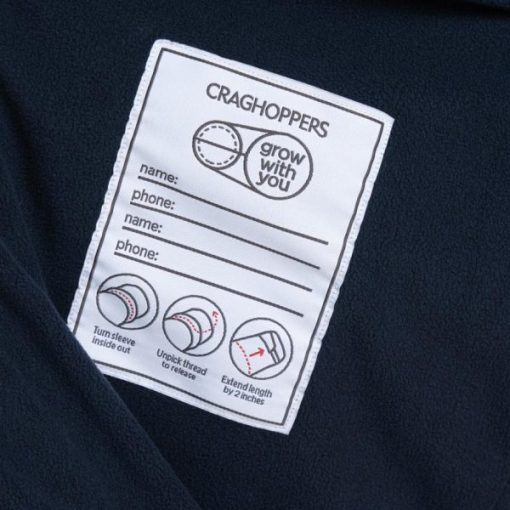 CRAGHOPPERS
grow
with
you
name:
phone:
name:
phone:
Turn sleeve
inside out
Unpick thread
to release
Extend length
by 2 inches